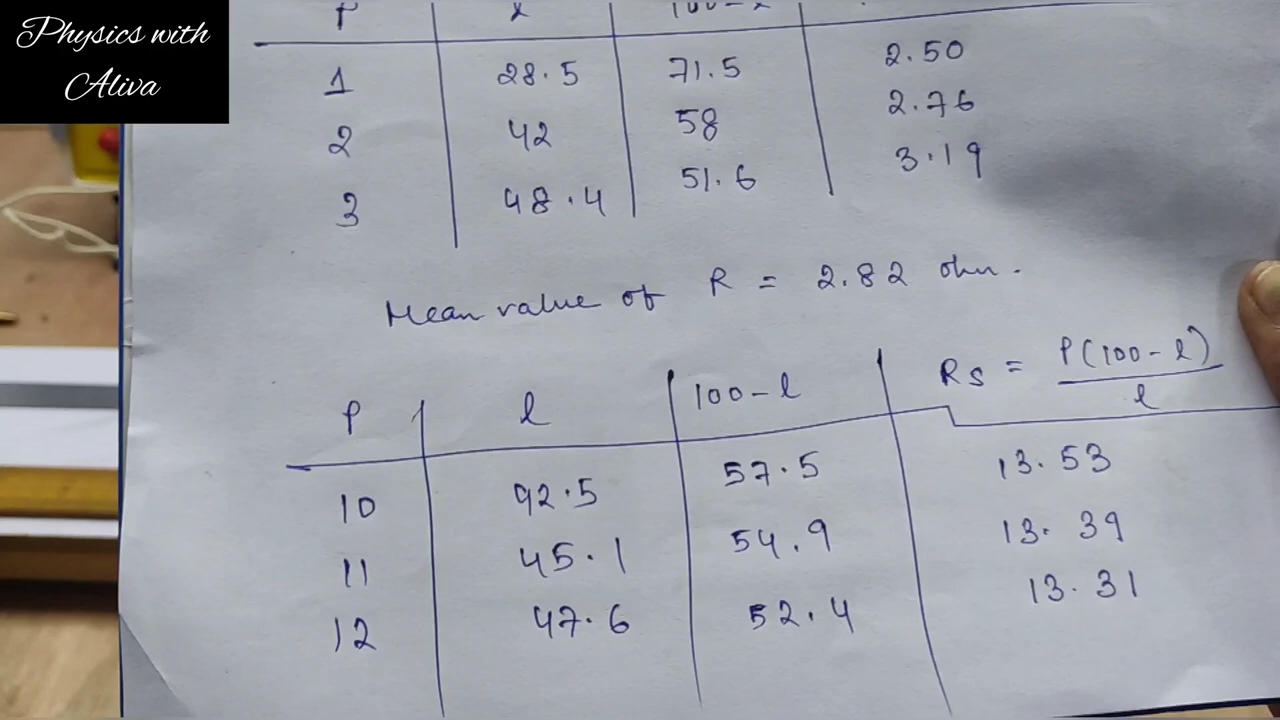 Physics with
Aliva
P l 100-l
1 28.5 71.5 2.50
2 42 58 2.76
3 48.4 51.6 3.19
Mean value of R = 2.82 ohm.
P l 100-l Rs = P(100-l)/l
10 42.5 57.5 13.53
11 45.1 54.9 13.39
12 47.6 52.4 13.31